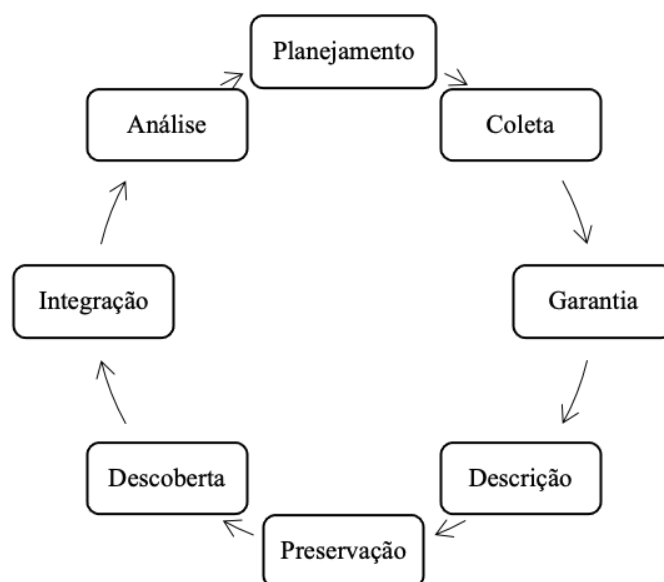 Planejamento
Coleta
Garantia
Descrição
Preservação
Descoberta
Integração
Análise